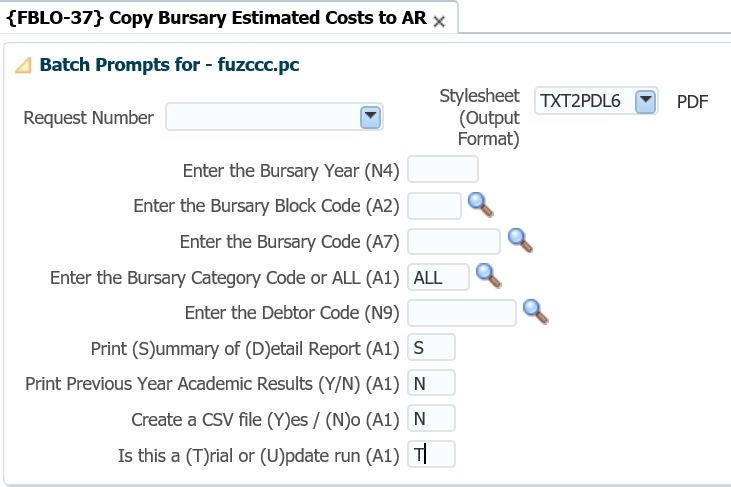 {FBLO-37} Copy Bursary Estimated Costs to AR
Batch Prompts for - fuzccc.pc
Request Number
Stylesheet (Output Format) TXT2PDL6 PDF
Enter the Bursary Year (N4)
Enter the Bursary Block Code (A2)
Enter the Bursary Code (A7)
Enter the Bursary Category Code or ALL (A1) ALL
Enter the Debtor Code (N9)
Print (S)ummary of (D)etail Report (A1) S
Print Previous Year Academic Results (Y/N) (A1) N
Create a CSV file (Y)es / (N)o (A1) N
Is this a (T)rial or (U)pdate run (A1) T